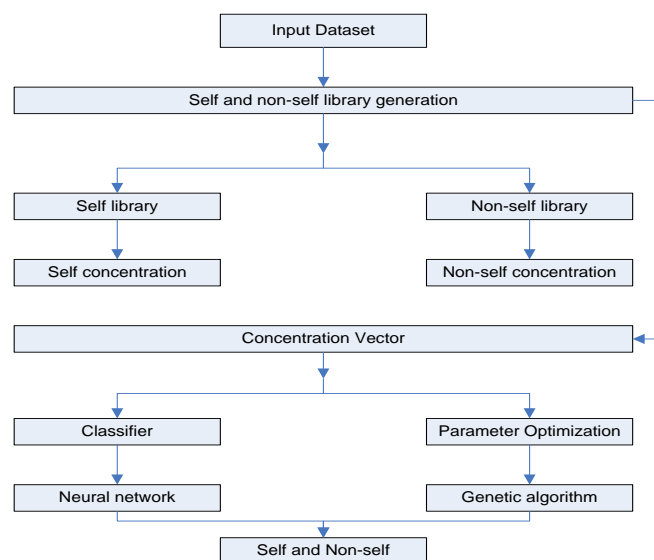 Input Dataset
Self and non-self library generation
Self library
Non-self library
Self concentration
Non-self concentration
Concentration Vector
Classifier
Parameter Optimization
Neural network
Genetic algorithm
Self and Non-self